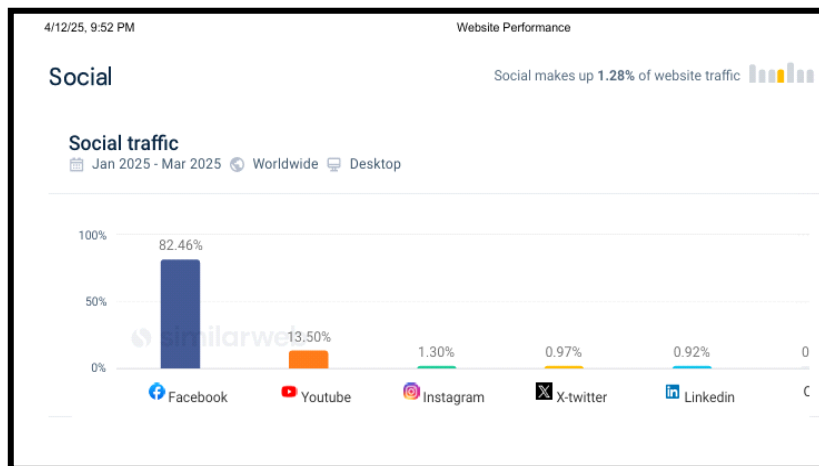 4/12/25, 9:52 PM Website Performance
Social Social makes up 1.28% of website traffic
Social traffic
Jan 2025 - Mar 2025 Worldwide Desktop
100%
82.46%
50%
similarweb
13.50%
1.30% 0.97% 0.92% 0
0%
Facebook Youtube Instagram X-twitter Linkedin